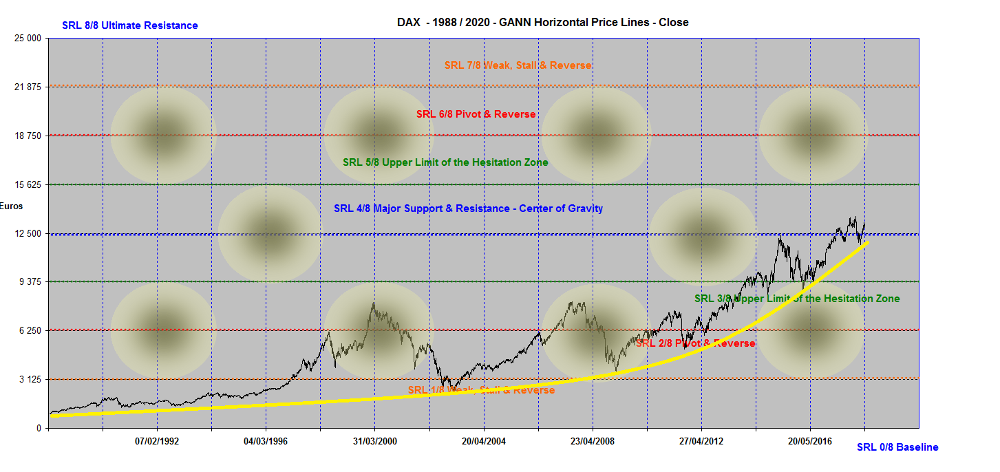 DAX - 1988 / 2020 - GANN Horizontal Price Lines - Close
SRL 8/8 Ultimate Resistance
25 000
SRL 7/8 Weak, Stall & Reverse
21 875
SRL 6/8 Pivot & Reverse
18 750
SRL 5/8 Upper Limit of the Hesitation Zone
15 625
Euros
SRL 4/8 Major Support & Resistance - Center of Gravity
12 500
9 375
SRL 3/8 Upper Limit of the Hesitation Zone
6 250
SRL 2/8 Pivot & Reverse
3 125
SRL 1/8 Weak, Stall & Reverse
0
07/02/1992
04/03/1996
31/03/2000
20/04/2004
23/04/2008
27/04/2012
20/05/2016
SRL 0/8 Baseline